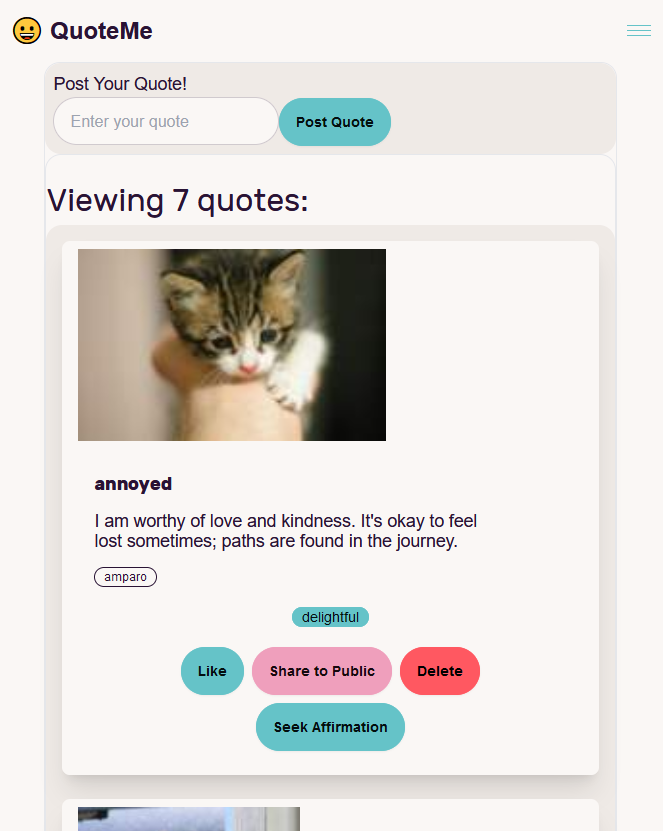 QuoteMe
Post Your Quote!
Enter your quote
Post Quote
Viewing 7 quotes:
annoyed
I am worthy of love and kindness. It's okay to feel
lost sometimes; paths are found in the journey.
amparo
delightful
Like
Share to Public
Delete
Seek Affirmation